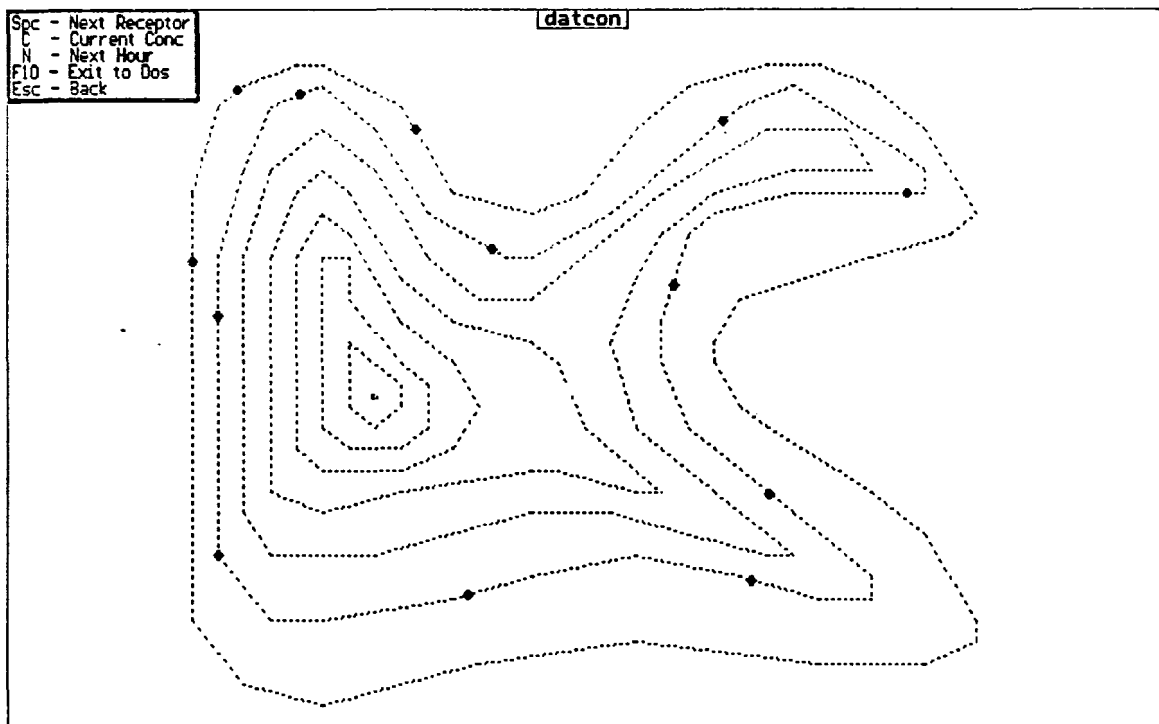 Spc - Next Receptor
C - Current Conc
N - Next Hour
F10 - Exit to Dos
Esc - Back
datcon